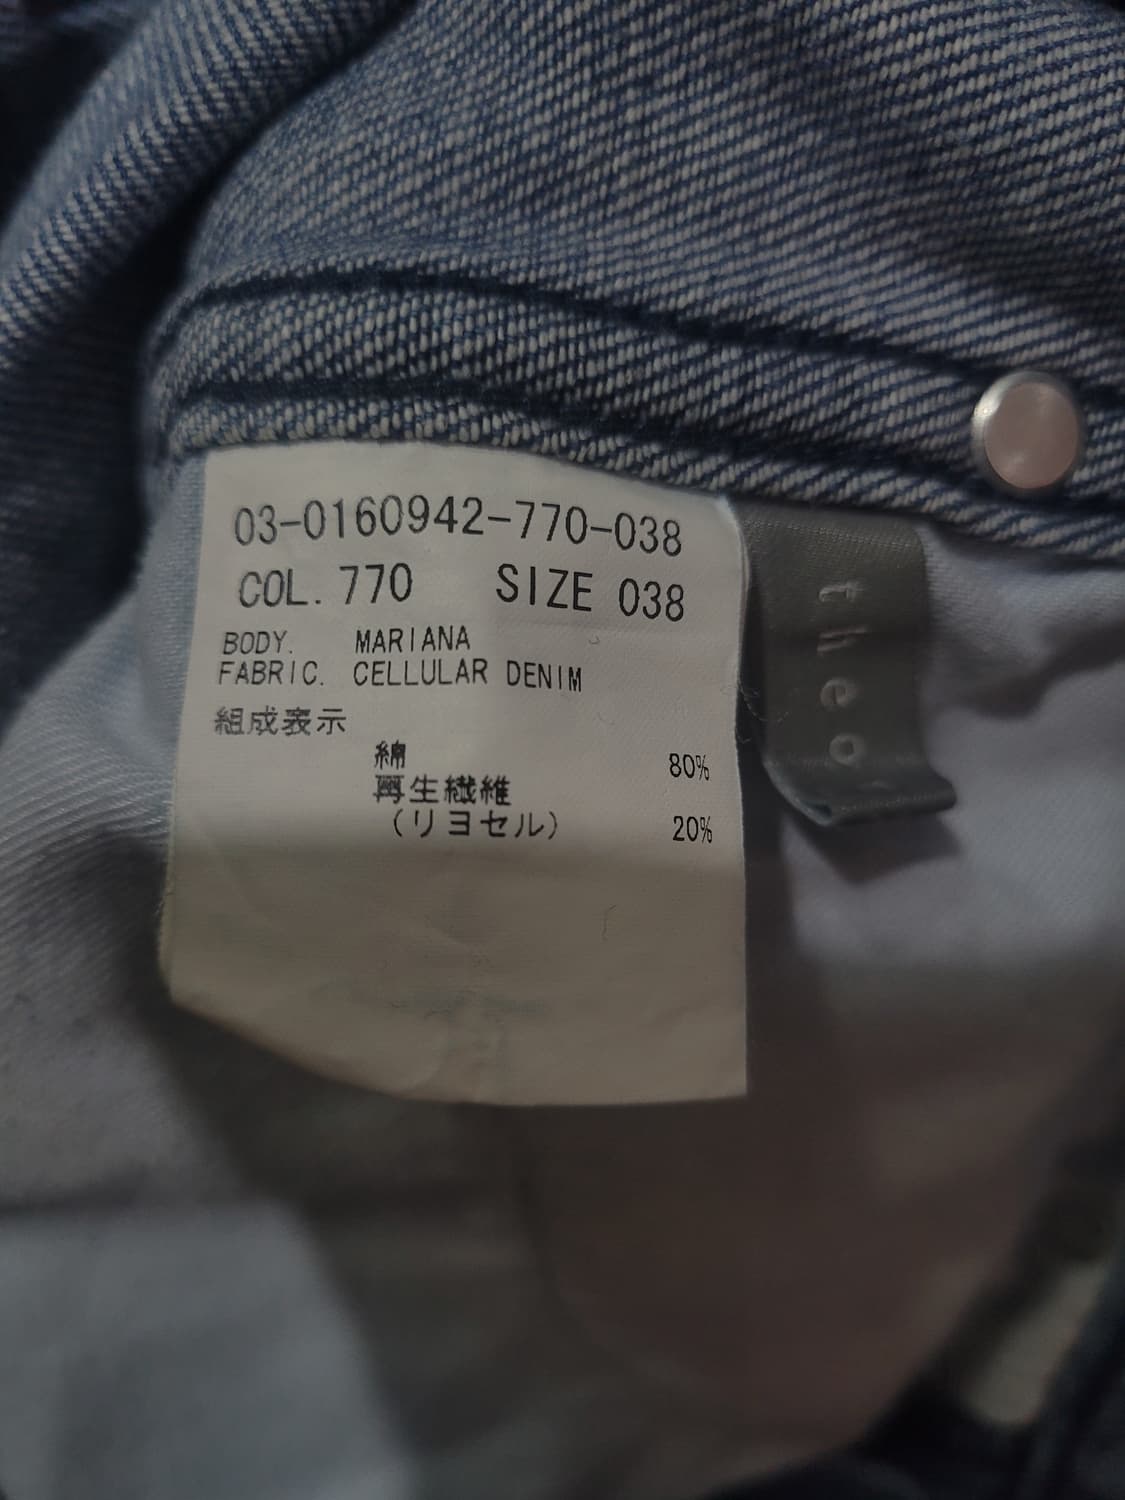 03-0160942-770-038
COL. 770 SIZE 038
BODY. MARIANA
FABRIC. CELLULAR DENIM
組成表示
綿 80%
再生繊維
(リヨセル) 20%
theo